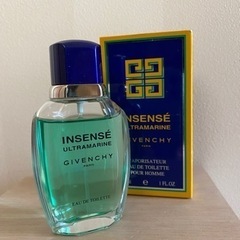 INSENSÉ
ULTRAMARINE
GIVENCHY
PARIS
EAU DE TOILETTE
INSENSÉ
ULTRAMARINE
GIVENCHY
VAPORISATEUR
EAU DE TOILETTE
POUR HOMME
1 FL.OZ